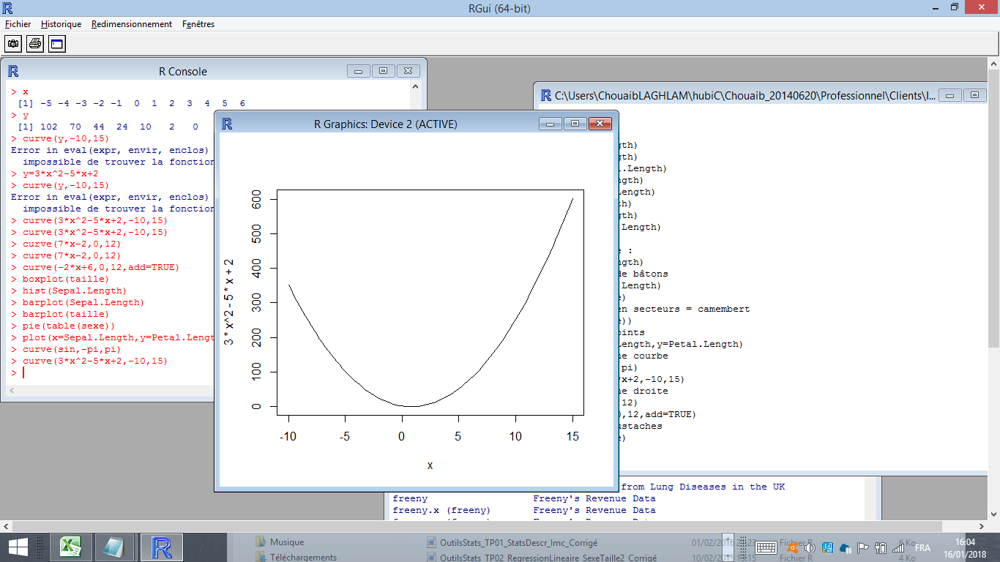 RGui (64-bit)
Fichier Historique Redimensionnement Fenêtres
R Console
> x
[1] -5 -4 -3 -2 -1 0 1 2 3 4 5 6
> y
[1] 102 70 44 24 10 2 0
> curve(y,-10,15)
Error in eval(expr, envir, enclos)
impossible de trouver la fonction
> y=3*x^2-5*x+2
> curve(y,-10,15)
Error in eval(expr, envir, enclos)
impossible de trouver la fonction
> curve(3*x^2-5*x+2,-10,15)
> curve(3*x^2-5*x+2,-10,15)
> curve(7*x-2,0,12)
> curve(7*x-2,0,12)
> curve(-2*x+6,0,12,add=TRUE)
> boxplot(taille)
> hist(Sepal.Length)
> barplot(Sepal.Length)
> barplot(taille)
> pie(table(sexe))
> plot(x=Sepal.Length,y=Petal.Lengt
> curve(sin,-pi,pi)
> curve(3*x^2-5*x+2,-10,15)
>
R Graphics: Device 2 (ACTIVE)
3 * x^2 - 5 * x + 2
600
500
400
300
200
100
0
-10 -5 0 5 10 15
x
C:\Users\ChouaibLAGHLAM\hubiC\Chouaib_20140620\Professionnel\Clients\I...
gth)
gth)
l.Length)
ngth)
Length)
th)
gth)
Length)
e :
ngth)
de bâtons
Length)
e)
en secteurs = camembert
e))
oints
Length,y=Petal.Length)
ne courbe
pi)
*x+2,-10,15)
ne droite
12)
0,12,add=TRUE)
ustaches
e)
from Lung Diseases in the UK
freeny Freeny's Revenue Data
freeny.x (freeny) Freeny's Revenue Data
Musique
Téléchargements
OutilsStats_TP01_StatsDescr_Imc_Corrigé
OutilsStats_TP02_RegressionLineaire_SexeTaille2_Corrigé
Fichier R 6 Ko
10/02/2016 15:15 Fichier R 4 Ko
FRA
16:04
16/01/2018